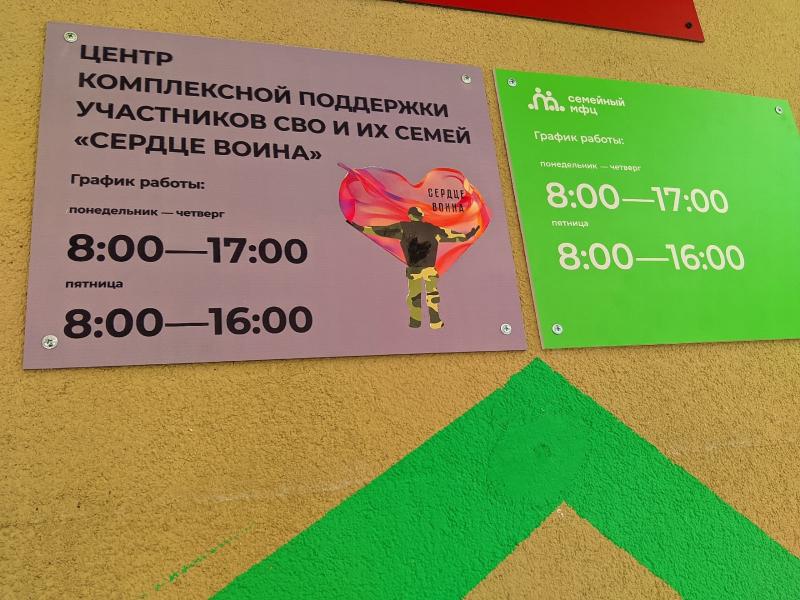 ЦЕНТР
КОМПЛЕКСНОЙ ПОДДЕРЖКИ
УЧАСТНИКОВ СВО И ИХ СЕМЕЙ
«СЕРДЦЕ ВОИНА»
График работы:
понедельник — четверг
8:00—17:00
пятница
8:00—16:00
СЕРДЦЕ
ВОИНА
семейный
мфц
График работы:
понедельник — четверг
8:00—17:00
пятница
8:00—16:00